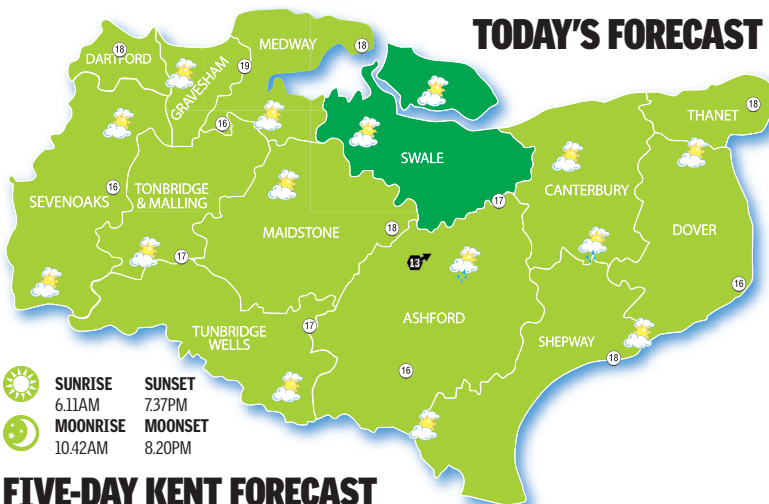 TODAY'S FORECAST
MEDWAY
18
18
DARTFORD
GRAVESHAM
19
18
THANET
16
SWALE
16
SEVENOAKS
TONBRIDGE
& MALLING
CANTERBURY
17
MAIDSTONE
18
DOVER
17
13
16
ASHFORD
17
TUNBRIDGE
WELLS
SHEPWAY
18
16
SUNRISE SUNSET
6.11AM 7.37PM
MOONRISE MOONSET
10.42AM 8.20PM
FIVE-DAY KENT FORECAST